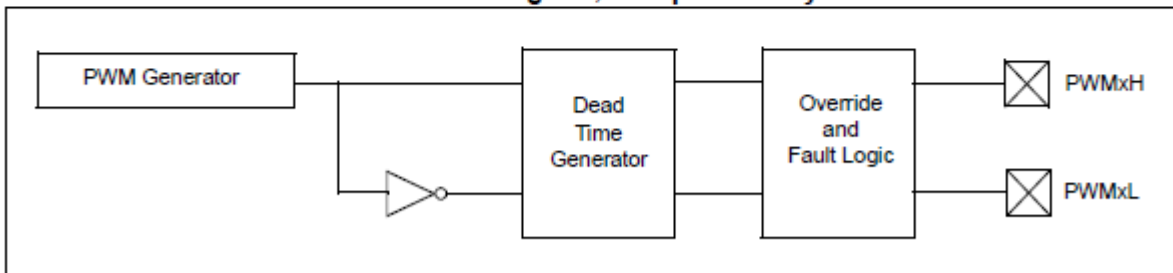 PWM Generator
Dead
Time
Generator
Override
and
Fault Logic
PWMxH
PWMxL